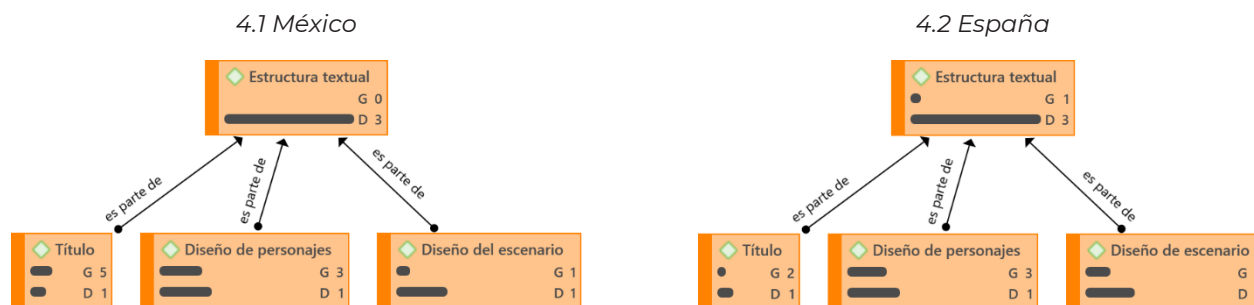 4.1 México
Estructura textual
G 0
D 3
es parte de
es parte de
es parte de
Título
G 5
D 1
Diseño de personajes
G 3
D 1
Diseño del escenario
G 1
D 1
4.2 España
Estructura textual
G 1
D 3
es parte de
es parte de
es parte de
Título
G 2
D 1
Diseño de personajes
G 3
D 1
Diseño de escenario
G
D